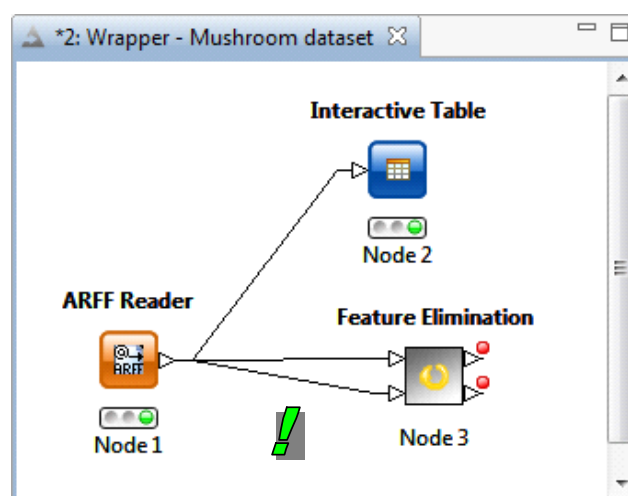 *2: Wrapper - Mushroom dataset
Interactive Table
Node 2
ARFF Reader
Feature Elimination
ARFF
Node 1
Node 3
!